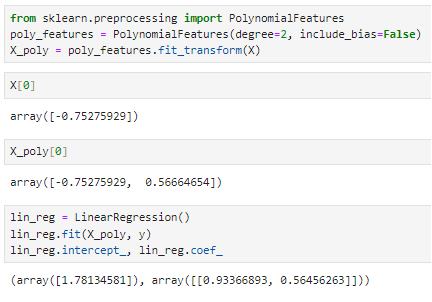 from sklearn.preprocessing import PolynomialFeatures
poly_features = PolynomialFeatures(degree=2, include_bias=False)
X_poly = poly_features.fit_transform(X)
X[0]
array([-0.75275929])
X_poly[0]
array([-0.75275929,  0.56664654])
lin_reg = LinearRegression()
lin_reg.fit(X_poly, y)
lin_reg.intercept_, lin_reg.coef_
(array([1.78134581]), array([[0.93366893, 0.56456263]]))